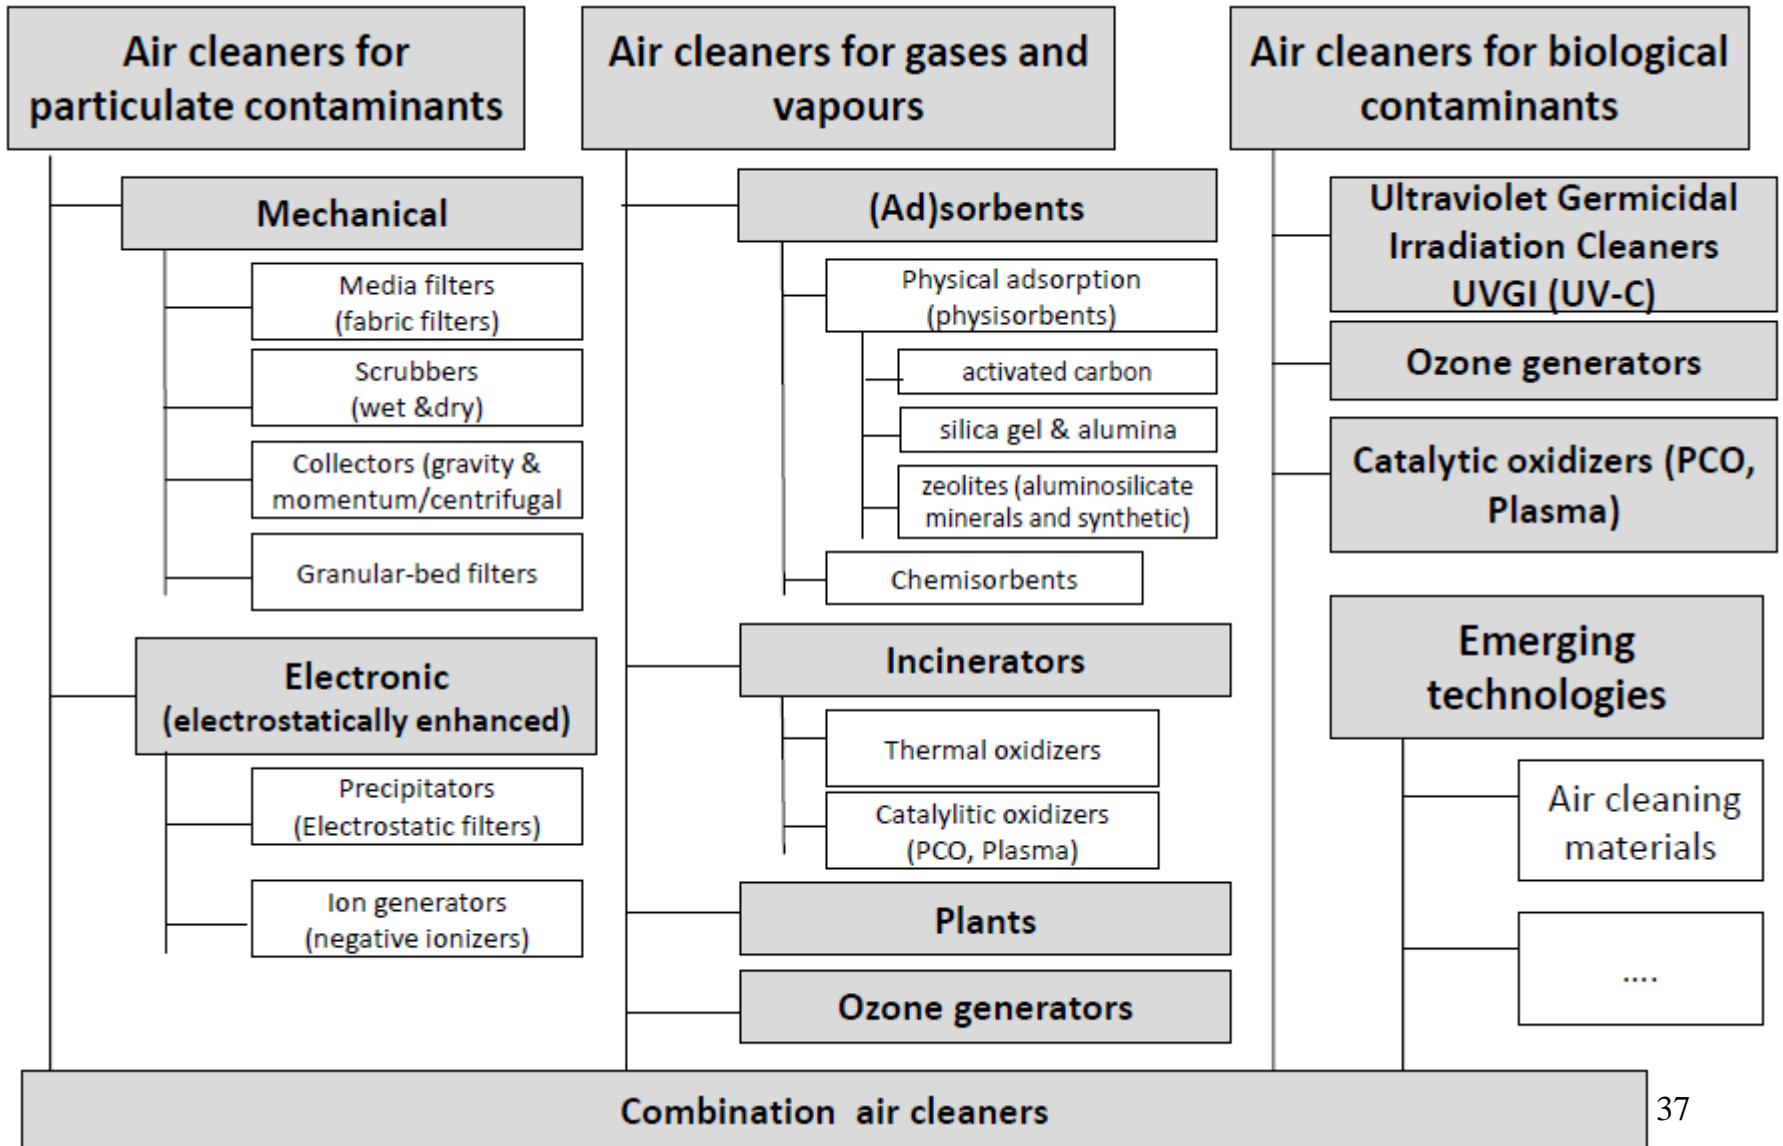 Air cleaners for
particulate contaminants
Mechanical
Media filters
(fabric filters)
Scrubbers
(wet &dry)
Collectors (gravity &
momentum/centrifugal
Granular-bed filters
Electronic
(electrostatically enhanced)
Precipitators
(Electrostatic filters)
Ion generators
(negative ionizers)
Air cleaners for gases and
vapours
(Ad)sorbents
Physical adsorption
(physisorbents)
activated carbon
silica gel & alumina
zeolites (aluminosilicate
minerals and synthetic)
Chemisorbents
Incinerators
Thermal oxidizers
Catalylitic oxidizers
(PCO, Plasma)
Plants
Ozone generators
Air cleaners for biological
contaminants
Ultraviolet Germicidal
Irradiation Cleaners
UVGI (UV-C)
Ozone generators
Catalytic oxidizers (PCO,
Plasma)
Emerging
technologies
Air cleaning
materials
....
Combination air cleaners
37